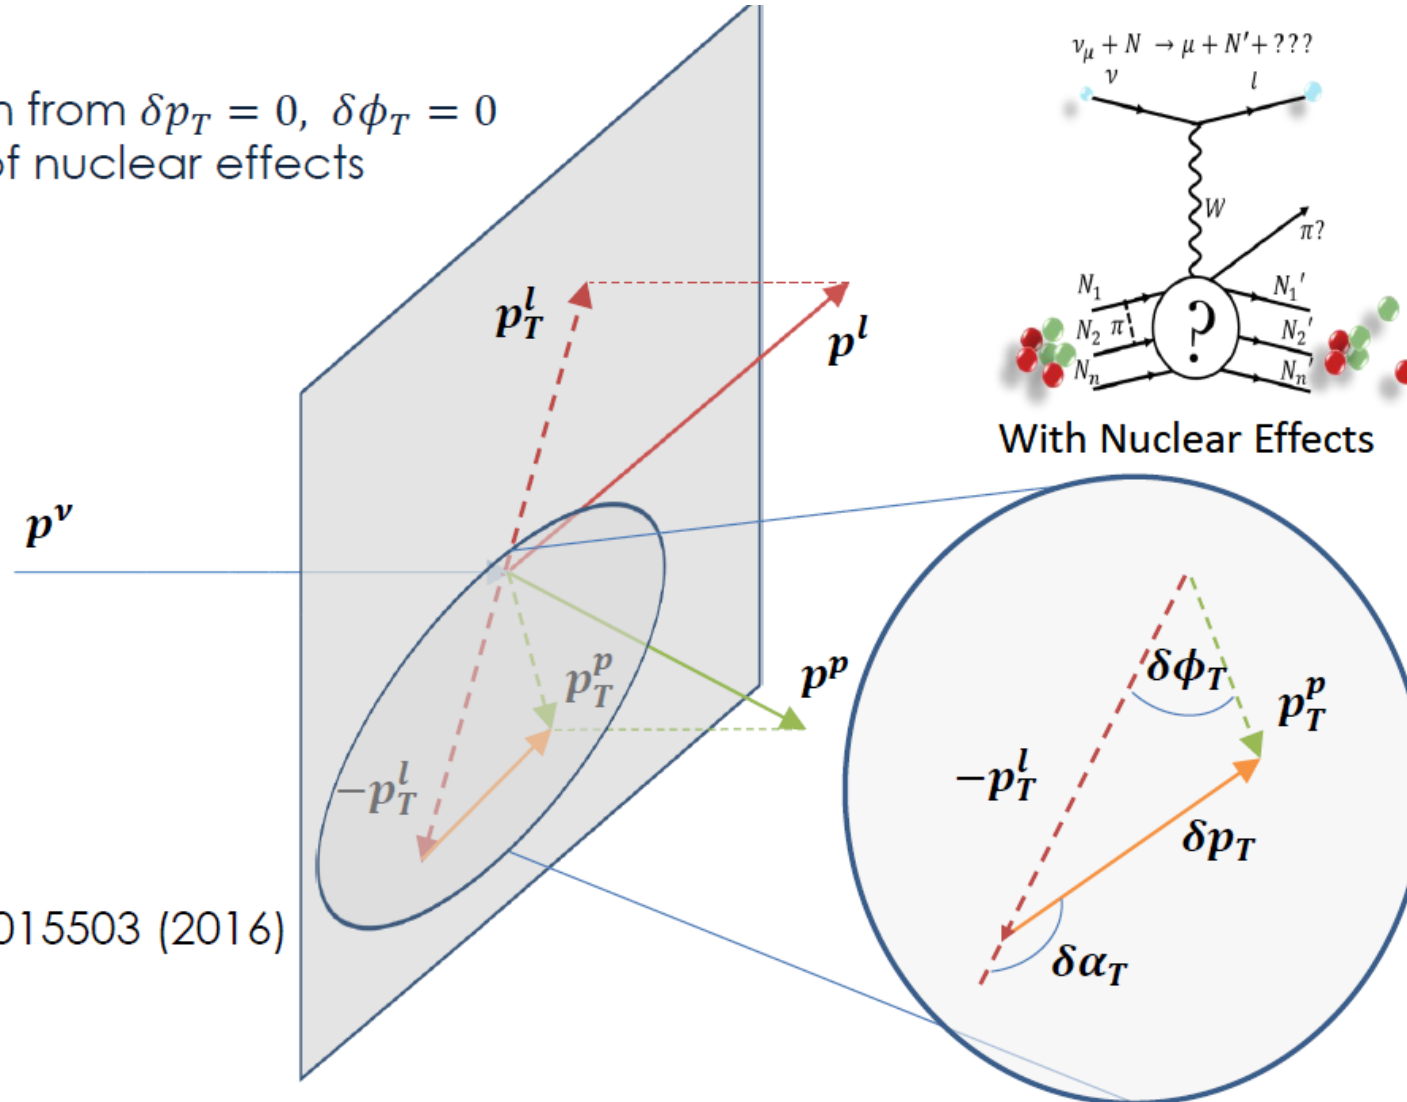 n from δp_T = 0, δϕ_T = 0
of nuclear effects
ν_μ + N → μ + N' + ???
ν
l
W
π?
N_1
N_1'
N_2
π
N_2'
N_n
N_n'
?
With Nuclear Effects
p_T^l
p^l
p^ν
p_T^p
p^p
-p_T^l
δϕ_T
p_T^p
-p_T^l
δp_T
δα_T
015503 (2016)